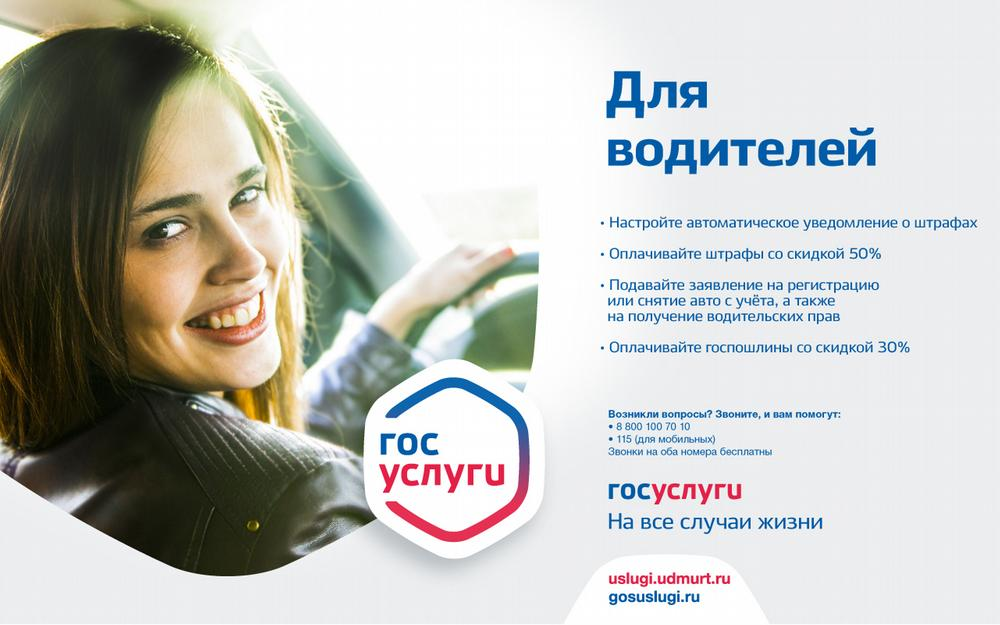 Для
водителей
• Настройте автоматическое уведомление о штрафах
• Оплачивайте штрафы со скидкой 50%
• Подавайте заявление на регистрацию
или снятие авто с учёта, а также
на получение водительских прав
• Оплачивайте госпошлины со скидкой 30%
гос
услуги
Возникли вопросы? Звоните, и вам помогут:
• 8 800 100 70 10
• 115 (для мобильных)
Звонки на оба номера бесплатны
госуслуги
На все случаи жизни
uslugi.udmurt.ru
gosuslugi.ru